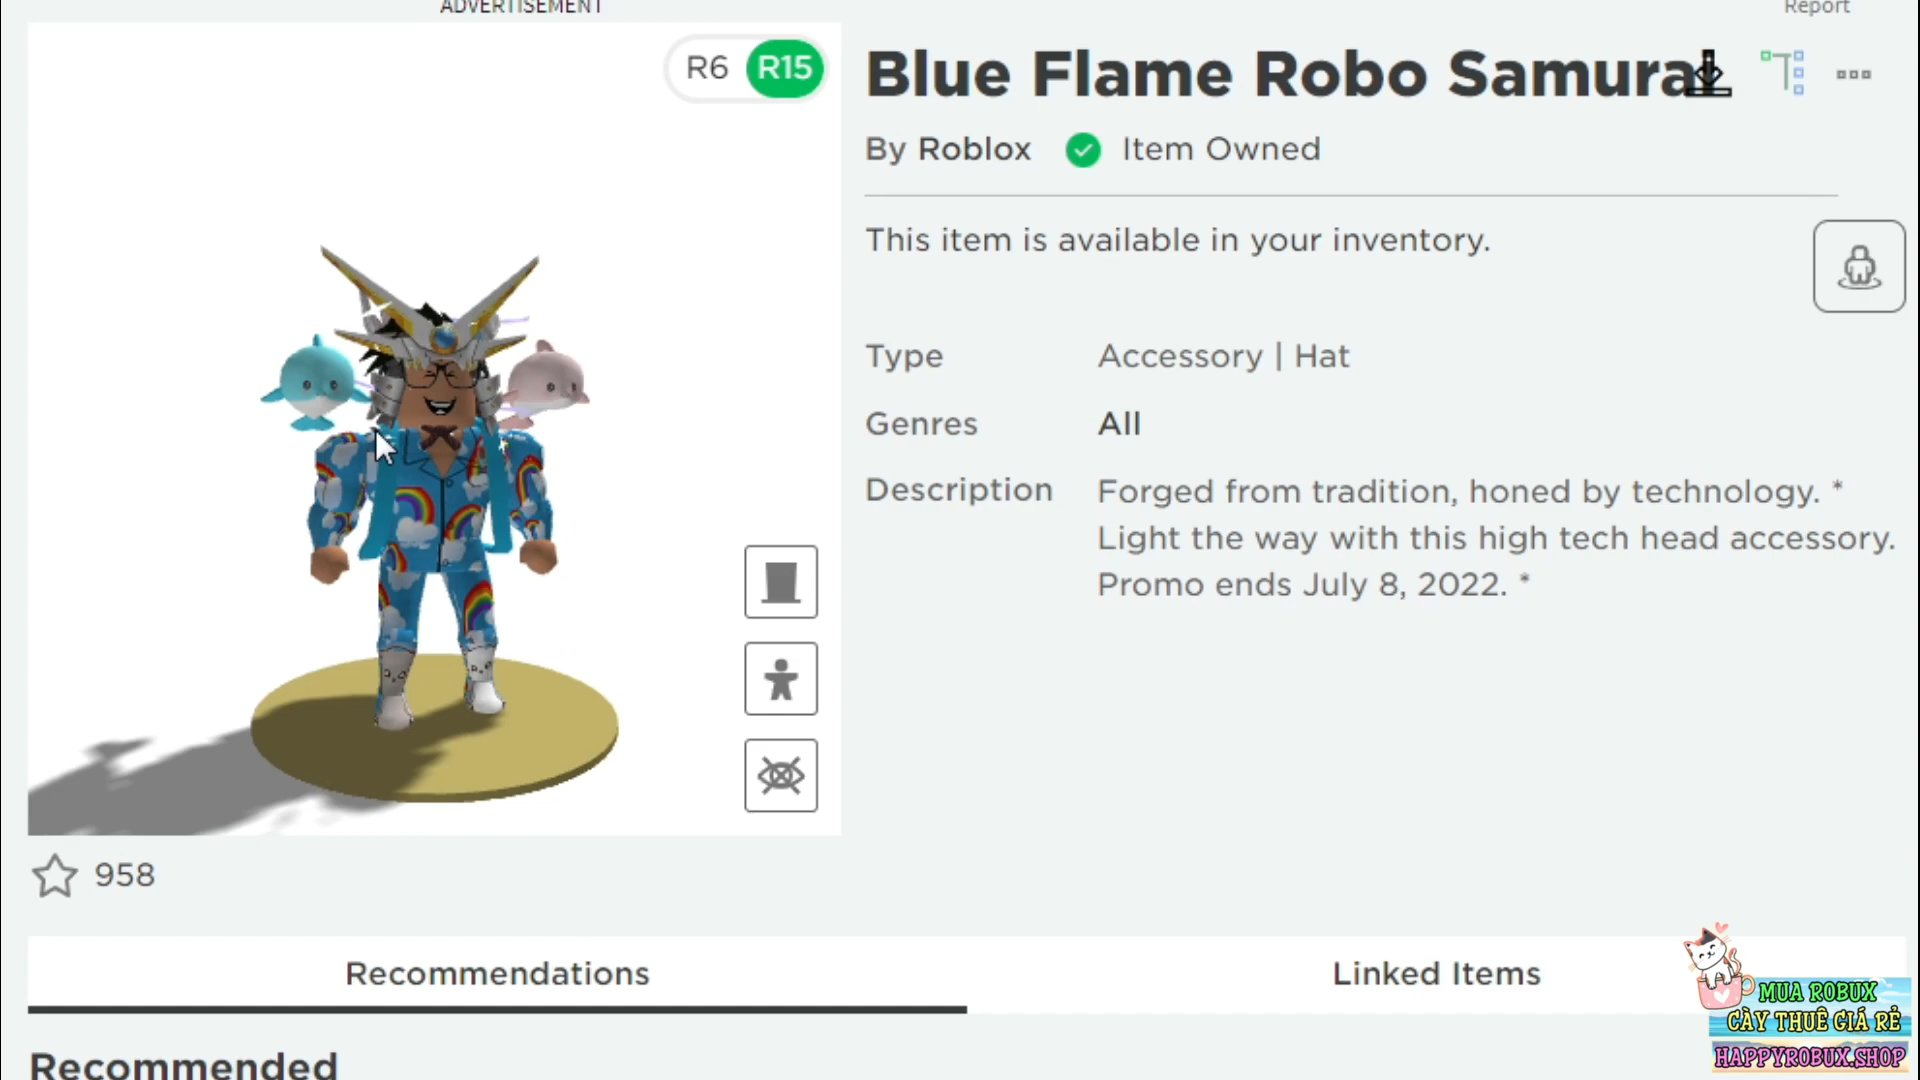 ADVERTISEMENT
Report
R6 R15
Blue Flame Robo Samura
By Roblox Item Owned
This item is available in your inventory.
Type Accessory | Hat
Genres All
Description Forged from tradition, honed by technology. *
Light the way with this high tech head accessory.
Promo ends July 8, 2022. *
958
Recommendations Linked Items
Recommended
MUA ROBUX
CÀY THUÊ GIÁ RẺ
HAPPYROBUX.SHOP